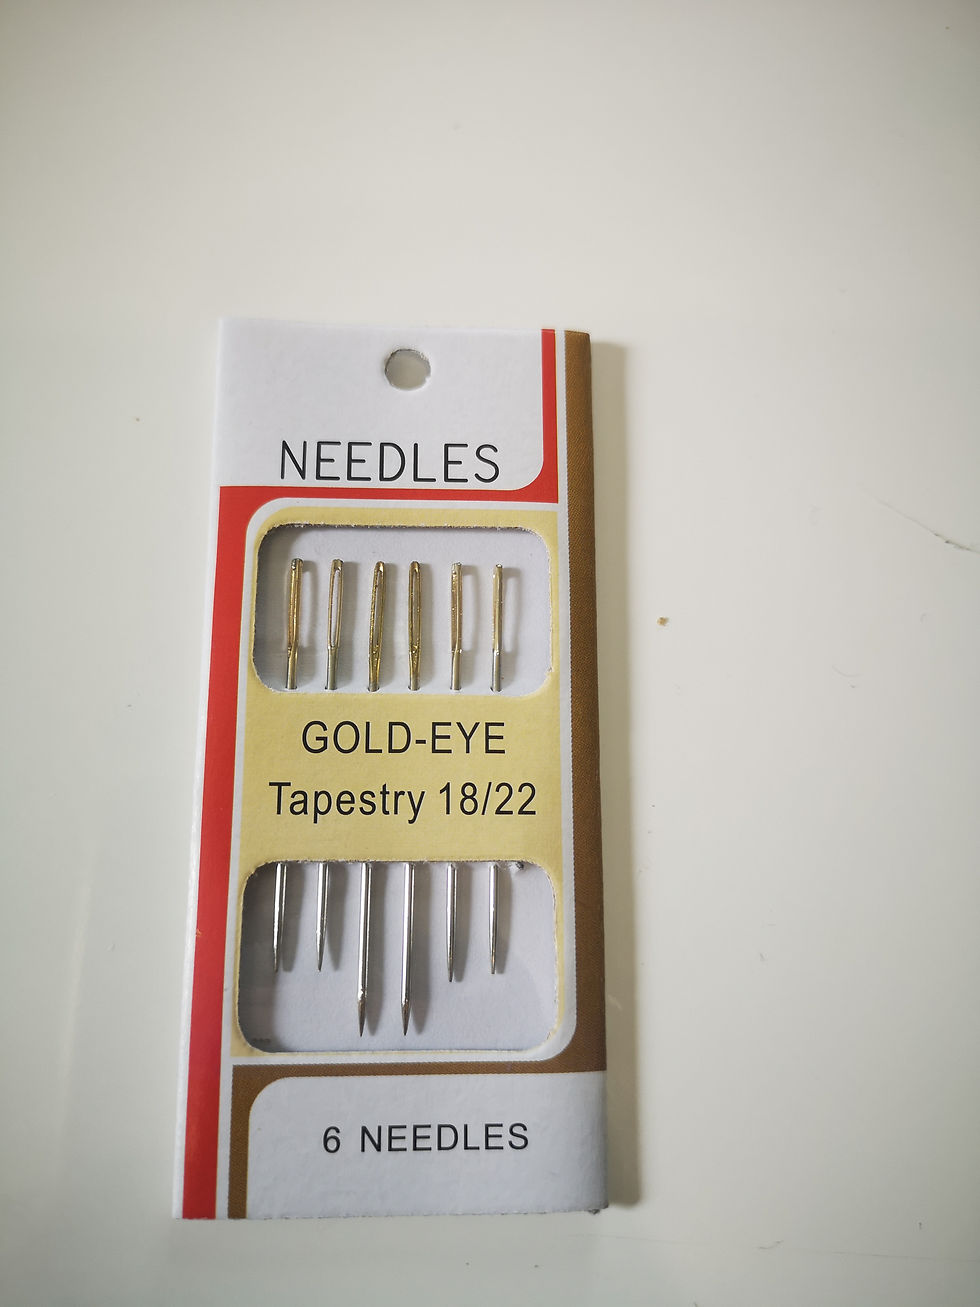 NEEDLES
GOLD-EYE
Tapestry 18/22
6 NEEDLES